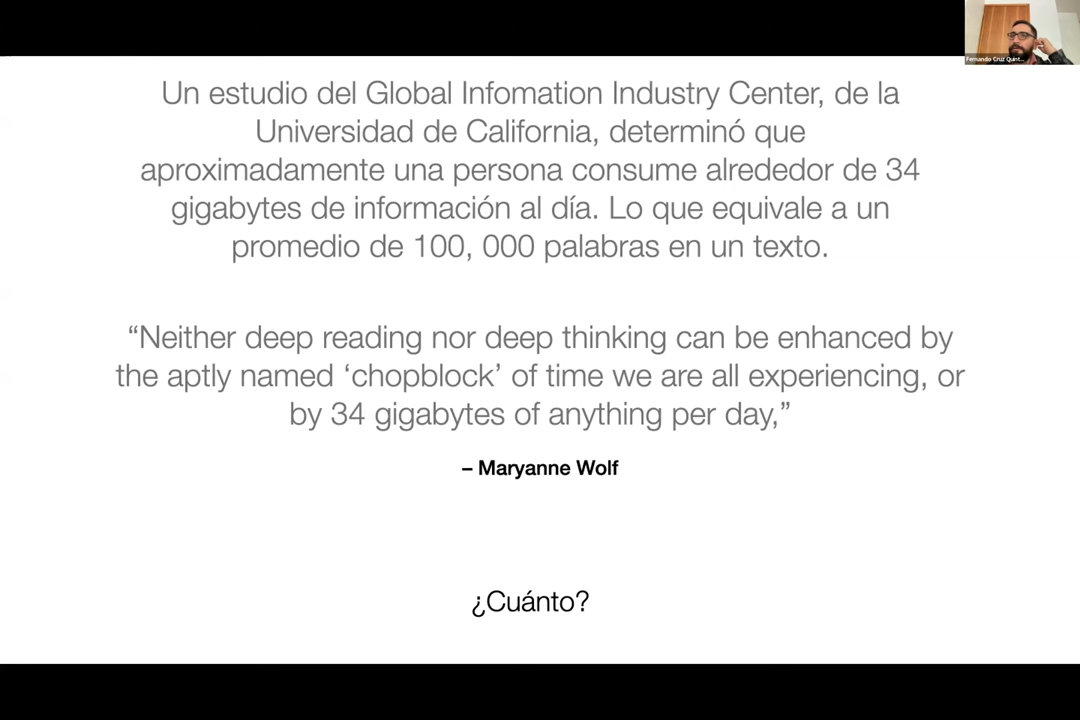 Fernando Cruz Quint...
Un estudio del Global Infomation Industry Center, de la
Universidad de California, determinó que
aproximadamente una persona consume alrededor de 34
gigabytes de información al día. Lo que equivale a un
promedio de 100, 000 palabras en un texto.
“Neither deep reading nor deep thinking can be enhanced by
the aptly named ‘chopblock’ of time we are all experiencing, or
by 34 gigabytes of anything per day,”
– Maryanne Wolf
¿Cuánto?